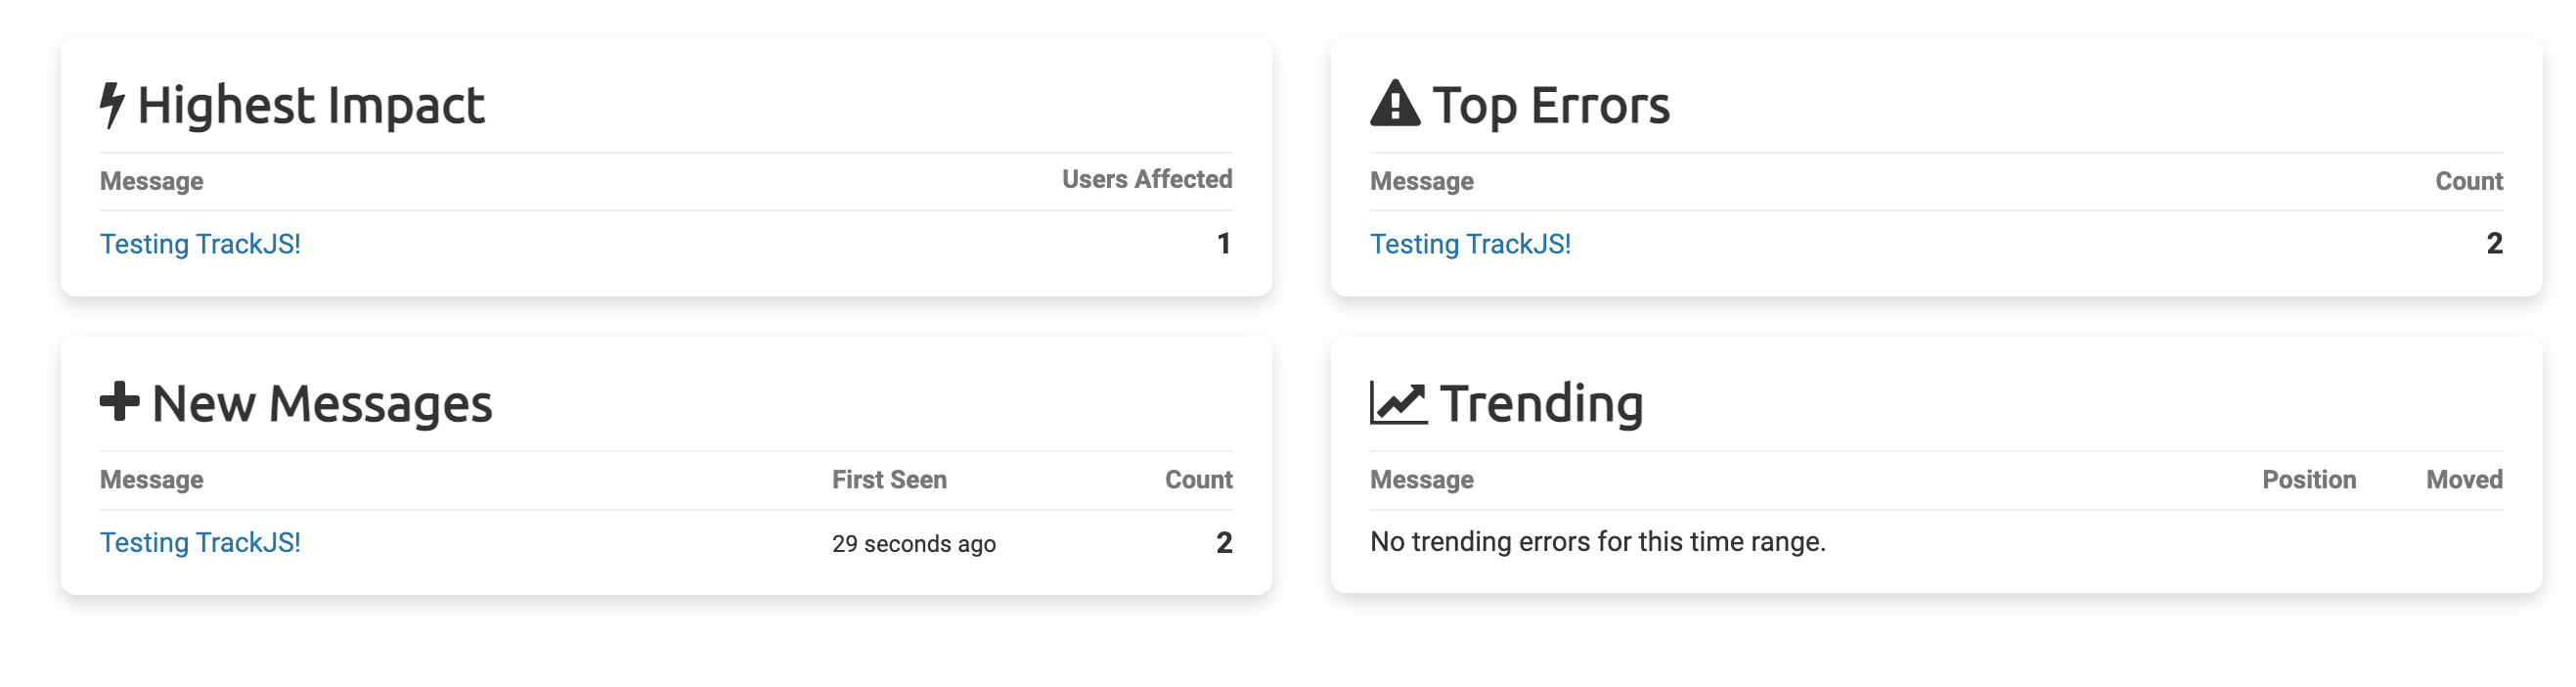 Highest Impact
Message Users Affected
Testing TrackJS! 1
Top Errors
Message Count
Testing TrackJS! 2
New Messages
Message First Seen Count
Testing TrackJS! 29 seconds ago 2
Trending
Message Position Moved
No trending errors for this time range.